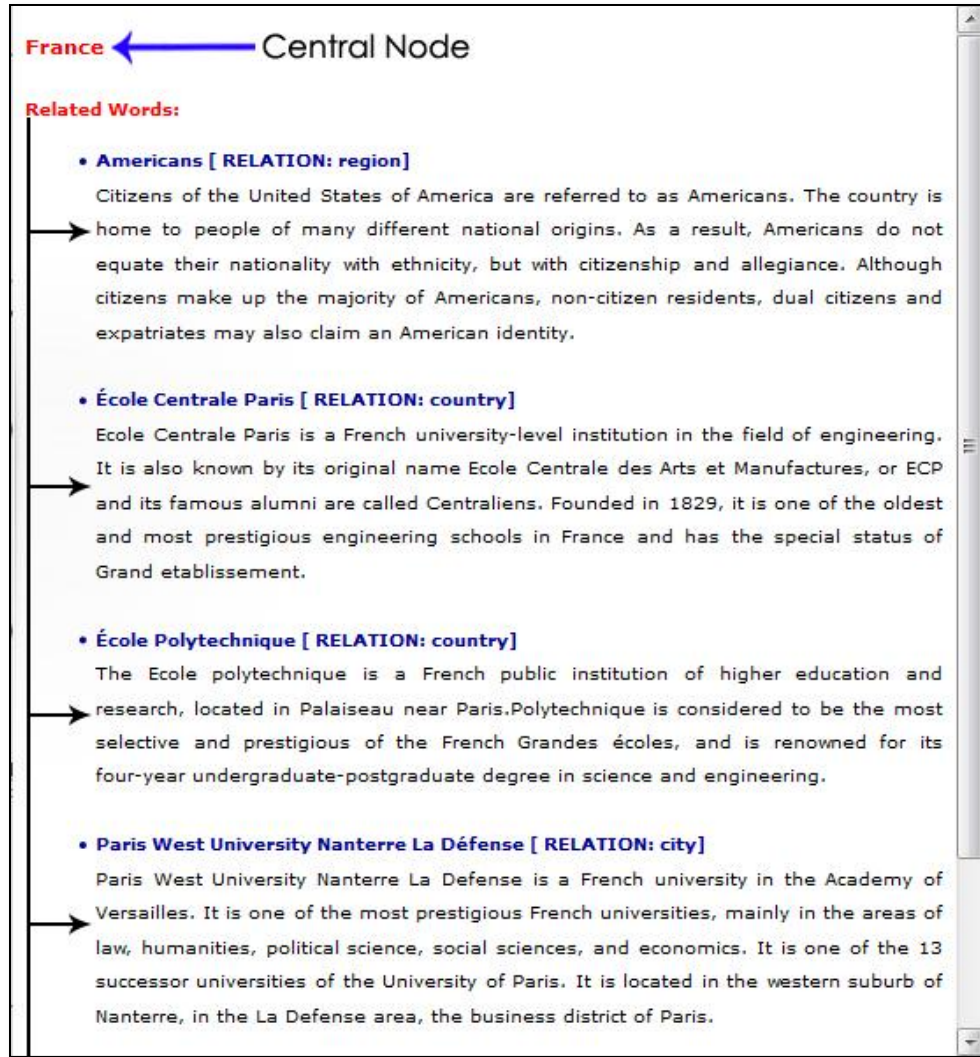 France Central Node
Related Words:
• Americans [ RELATION: region]
Citizens of the United States of America are referred to as Americans. The country is
home to people of many different national origins. As a result, Americans do not
equate their nationality with ethnicity, but with citizenship and allegiance. Although
citizens make up the majority of Americans, non-citizen residents, dual citizens and
expatriates may also claim an American identity.
• École Centrale Paris [ RELATION: country]
Ecole Centrale Paris is a French university-level institution in the field of engineering.
It is also known by its original name Ecole Centrale des Arts et Manufactures, or ECP
and its famous alumni are called Centraliens. Founded in 1829, it is one of the oldest
and most prestigious engineering schools in France and has the special status of
Grand etablissement.
• École Polytechnique [ RELATION: country]
The Ecole polytechnique is a French public institution of higher education and
research, located in Palaiseau near Paris.Polytechnique is considered to be the most
selective and prestigious of the French Grandes écoles, and is renowned for its
four-year undergraduate-postgraduate degree in science and engineering.
• Paris West University Nanterre La Défense [ RELATION: city]
Paris West University Nanterre La Defense is a French university in the Academy of
Versailles. It is one of the most prestigious French universities, mainly in the areas of
law, humanities, political science, social sciences, and economics. It is one of the 13
successor universities of the University of Paris. It is located in the western suburb of
Nanterre, in the La Defense area, the business district of Paris.